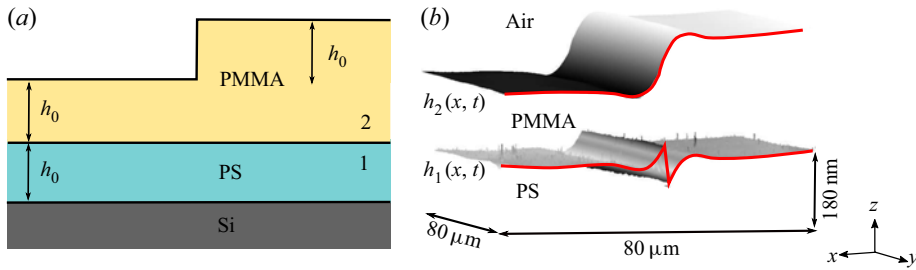 (a)
h₀
PMMA
h₀
2
h₀
1
PS
Si
(b)
Air
h₂(x, t)
PMMA
h₁(x, t)
PS
180 nm
80 μm
80 μm
z
x
y